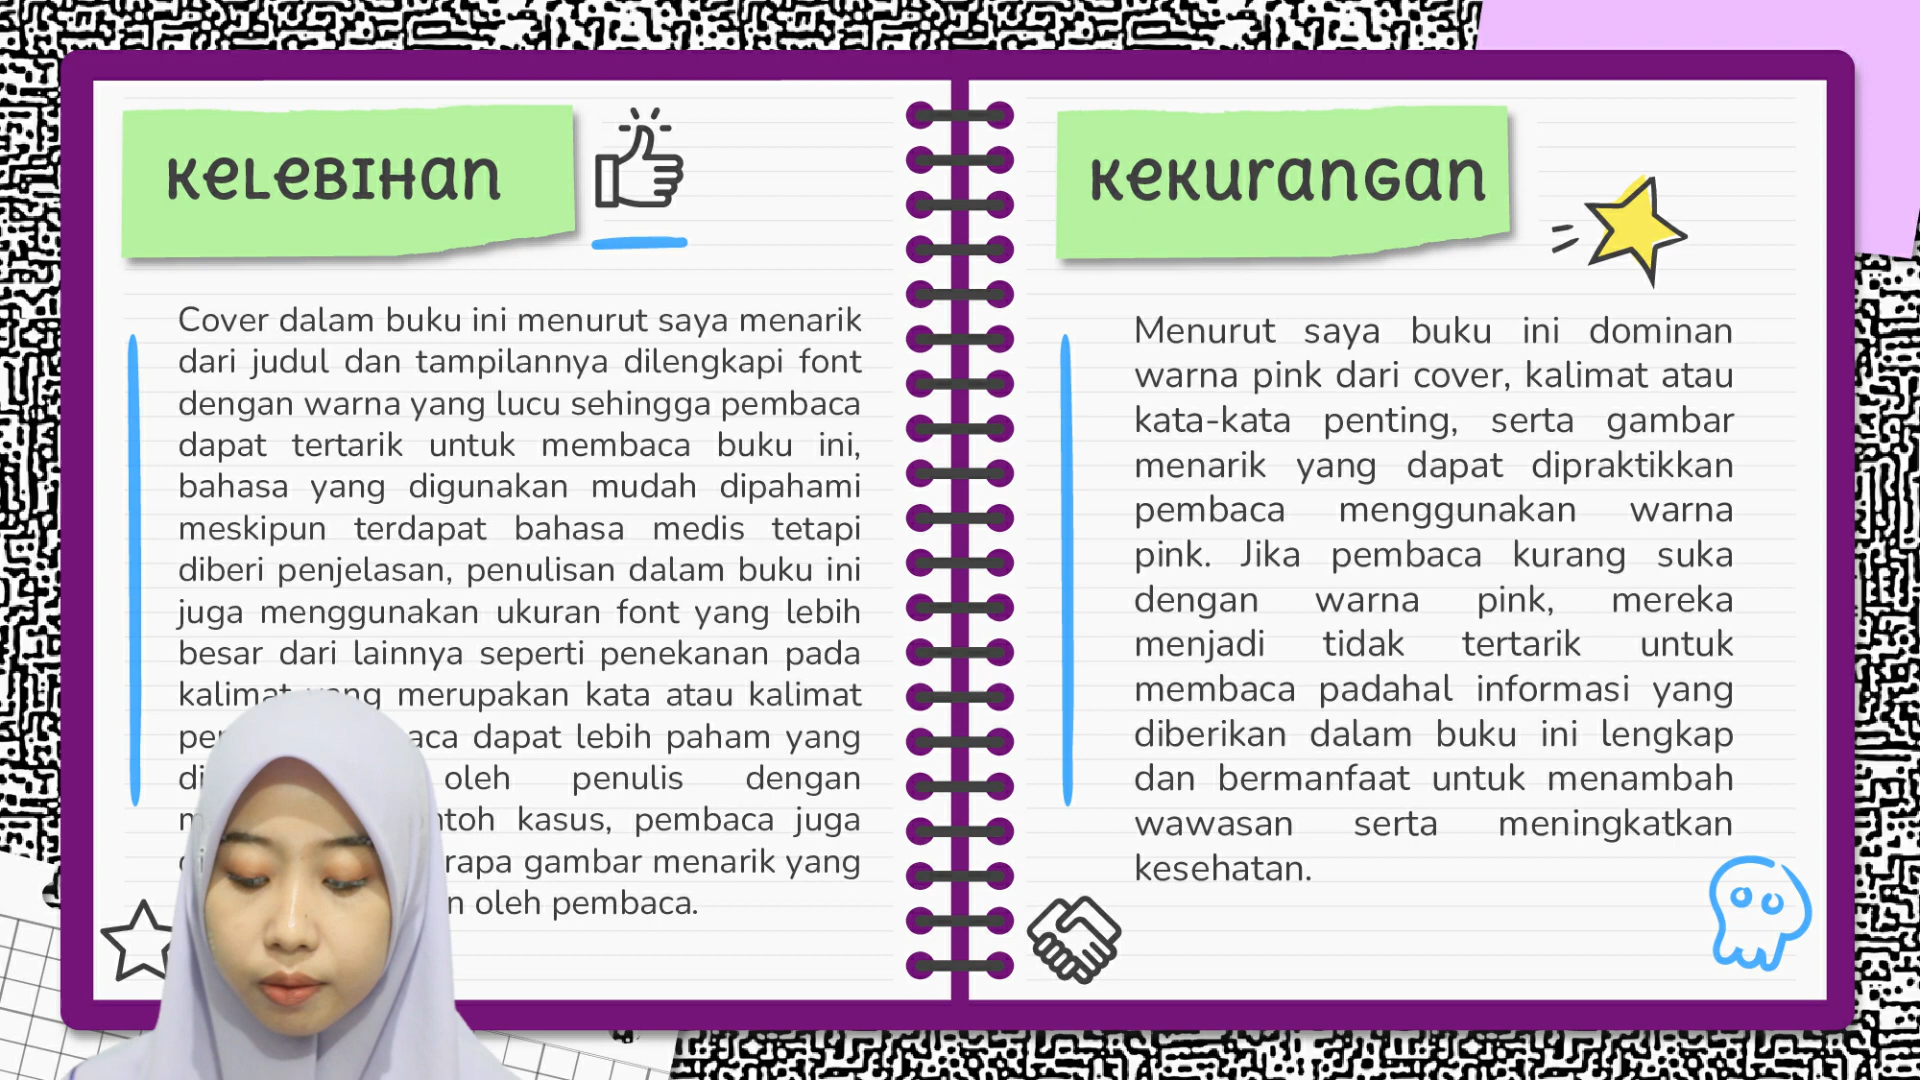 KELEBIHAN
Cover dalam buku ini menurut saya menarik
dari judul dan tampilannya dilengkapi font
dengan warna yang lucu sehingga pembaca
dapat tertarik untuk membaca buku ini,
bahasa yang digunakan mudah dipahami
meskipun terdapat bahasa medis tetapi
diberi penjelasan, penulisan dalam buku ini
juga menggunakan ukuran font yang lebih
besar dari lainnya seperti penekanan pada
kalimat yang merupakan kata atau kalimat
dapat lebih paham yang
oleh penulis dengan
kasus, pembaca juga
gambar menarik yang
oleh pembaca.
KEKURANGAN
Menurut saya buku ini dominan
warna pink dari cover, kalimat atau
kata-kata penting, serta gambar
menarik yang dapat dipraktikkan
pembaca menggunakan warna
pink. Jika pembaca kurang suka
dengan warna pink, mereka
menjadi tidak tertarik untuk
membaca padahal informasi yang
diberikan dalam buku ini lengkap
dan bermanfaat untuk menambah
wawasan serta meningkatkan
kesehatan.